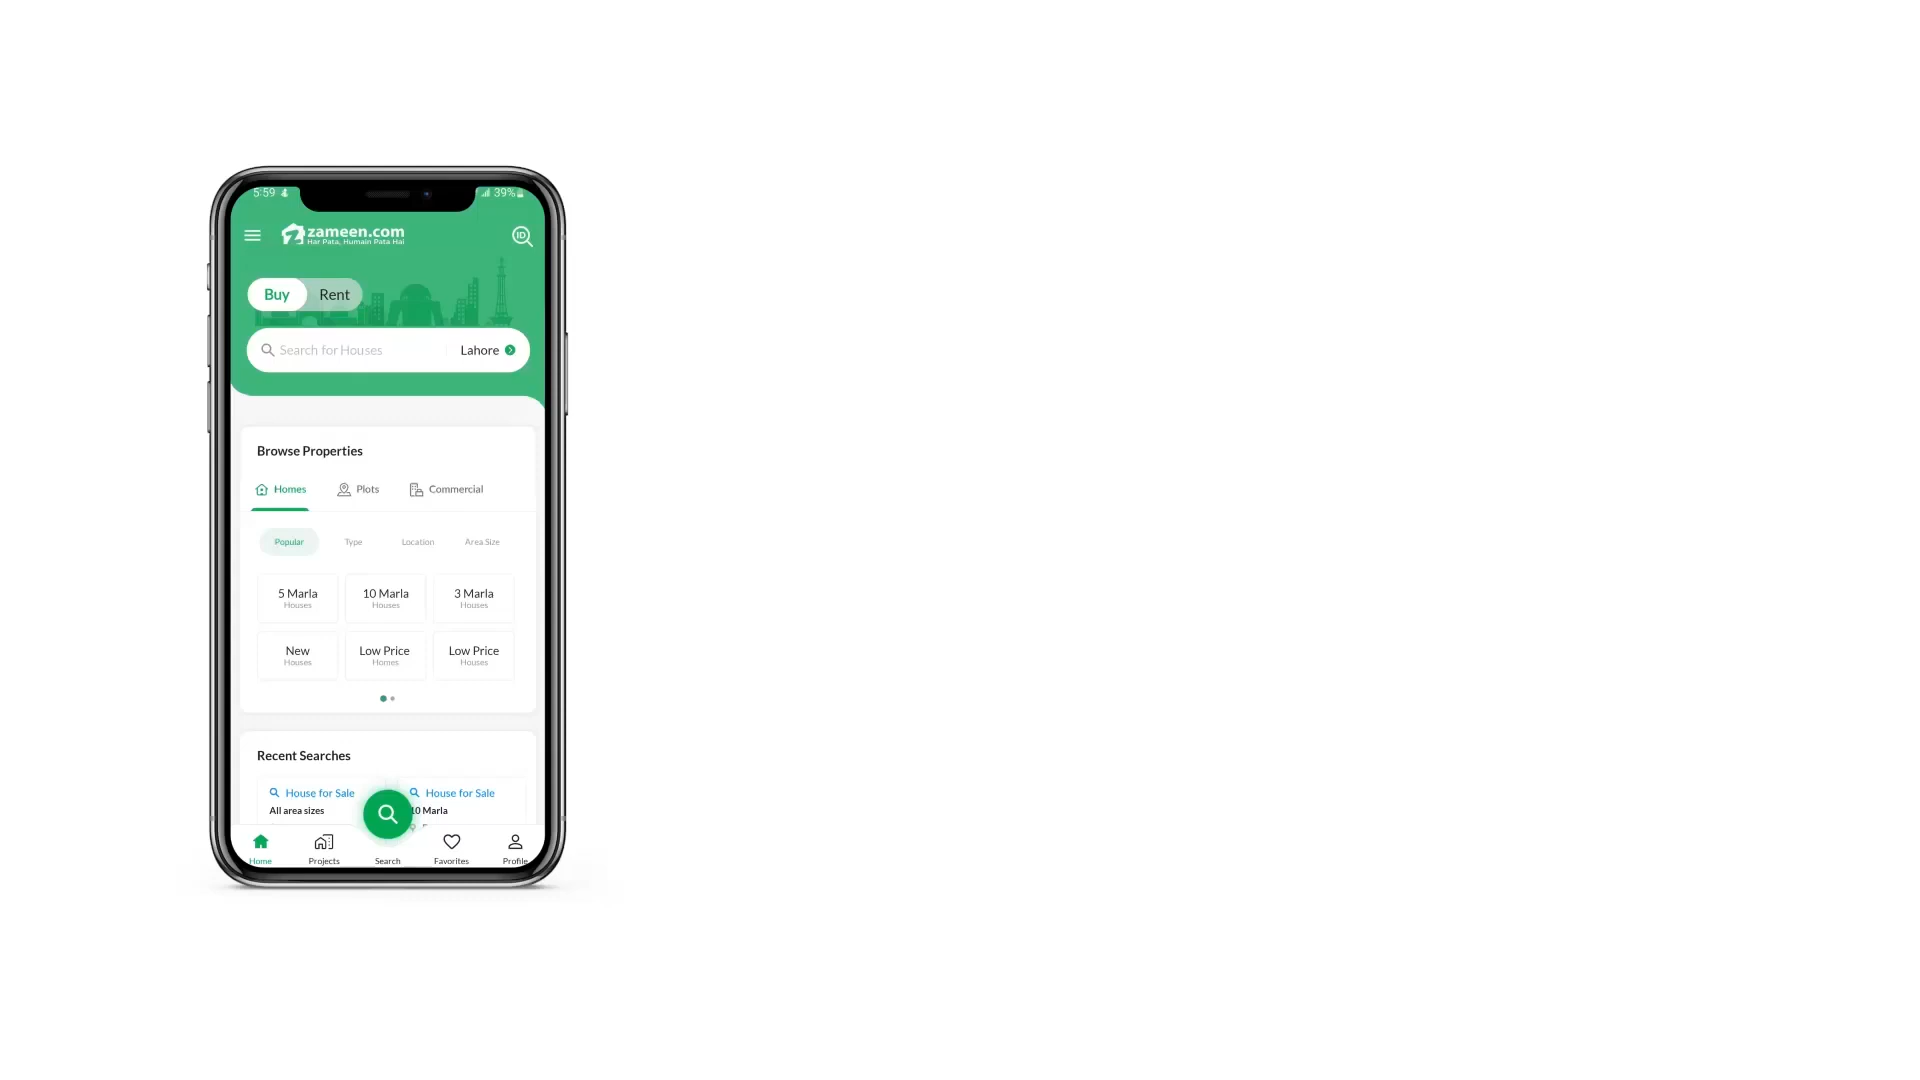 5:59
39%
zameen.com
Har Pata, Humain Pata Hai
ID
Buy Rent
Search for Houses Lahore
Browse Properties
Homes Plots Commercial
Popular Type Location Area Size
5 Marla 10 Marla 3 Marla
Houses Houses Houses
New Low Price Low Price
Houses Homes Houses
Recent Searches
House for Sale House for Sale
All area sizes 10 Marla
Home Projects Search Favorites Profile